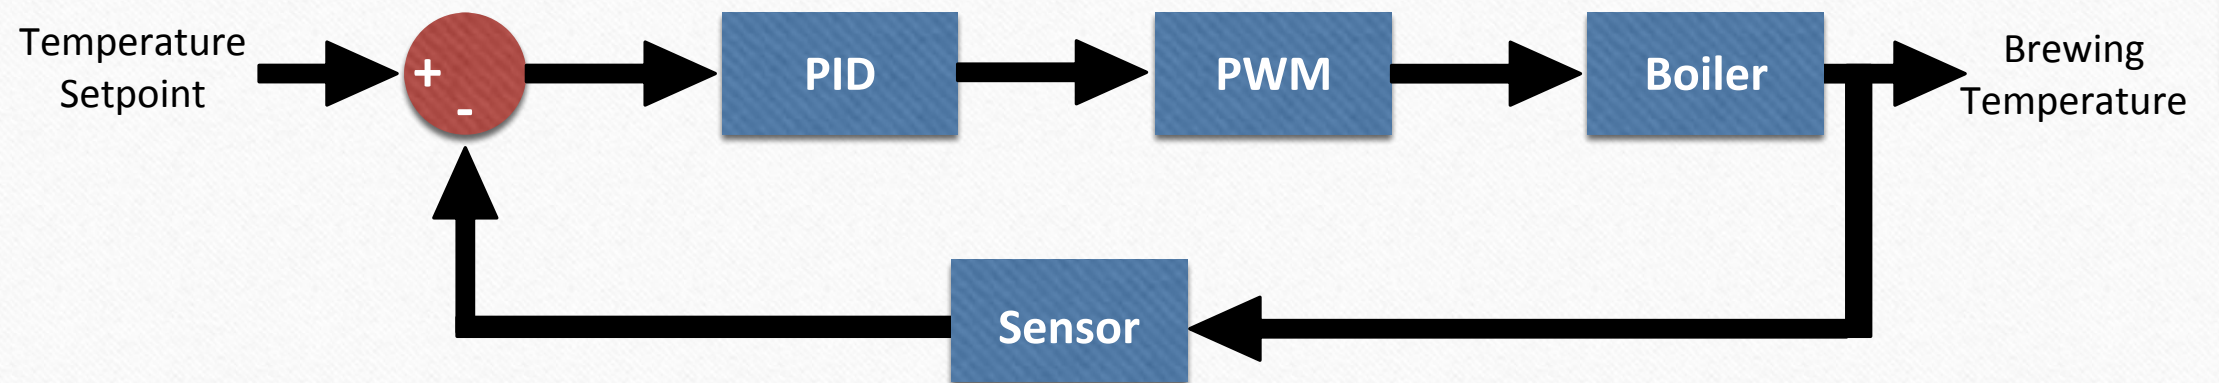 Temperature
Setpoint
+
-
PID
PWM
Boiler
Brewing
Temperature
Sensor